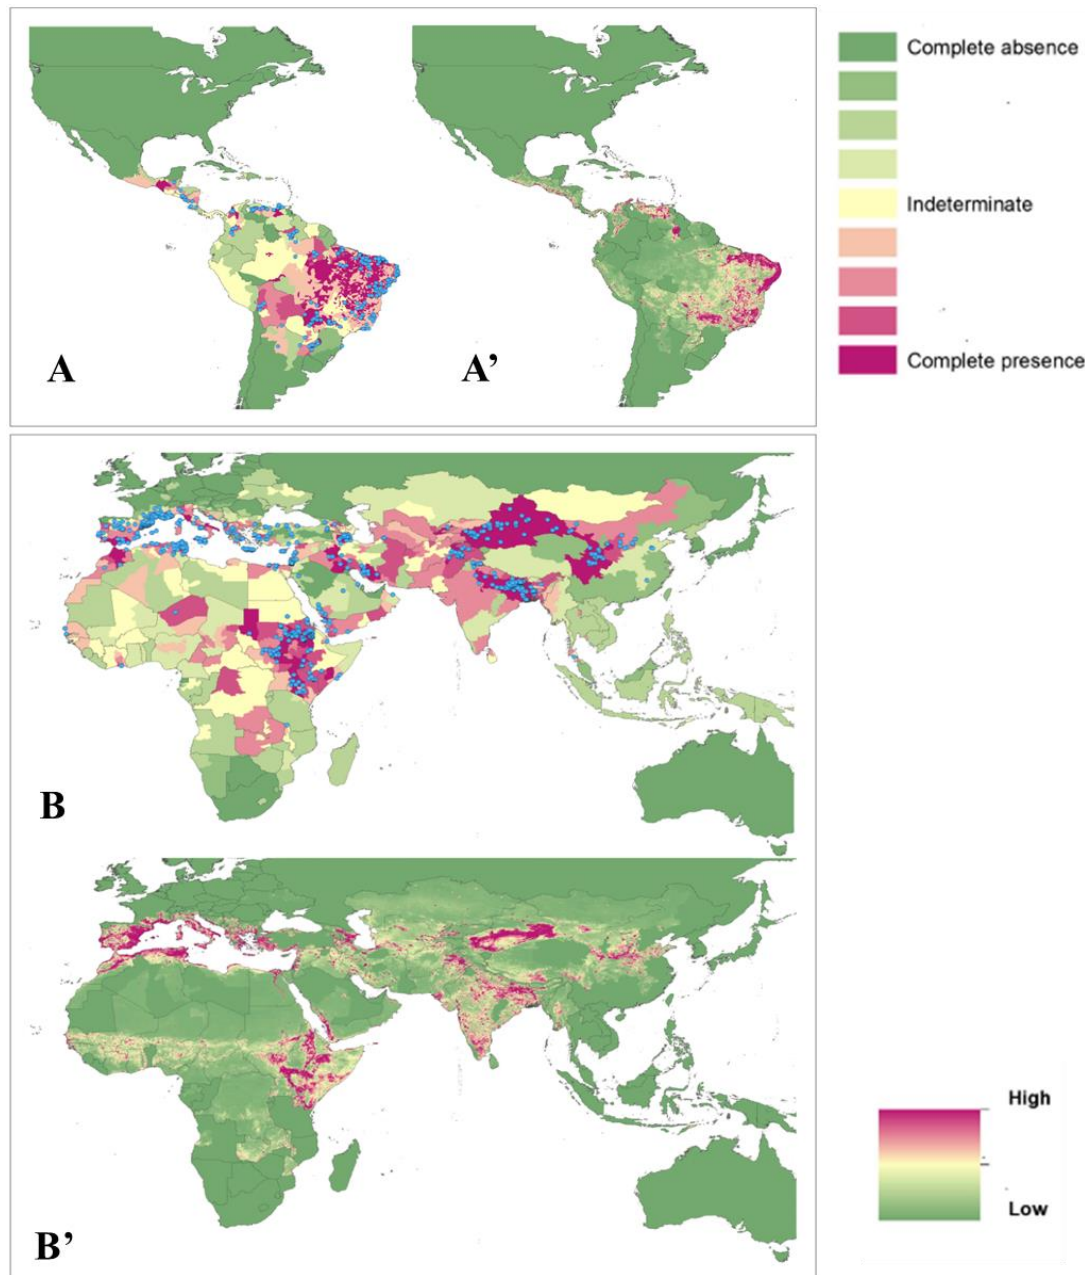 Complete absence
Indeterminate
Complete presence
A
A’
B
B’
High
Low